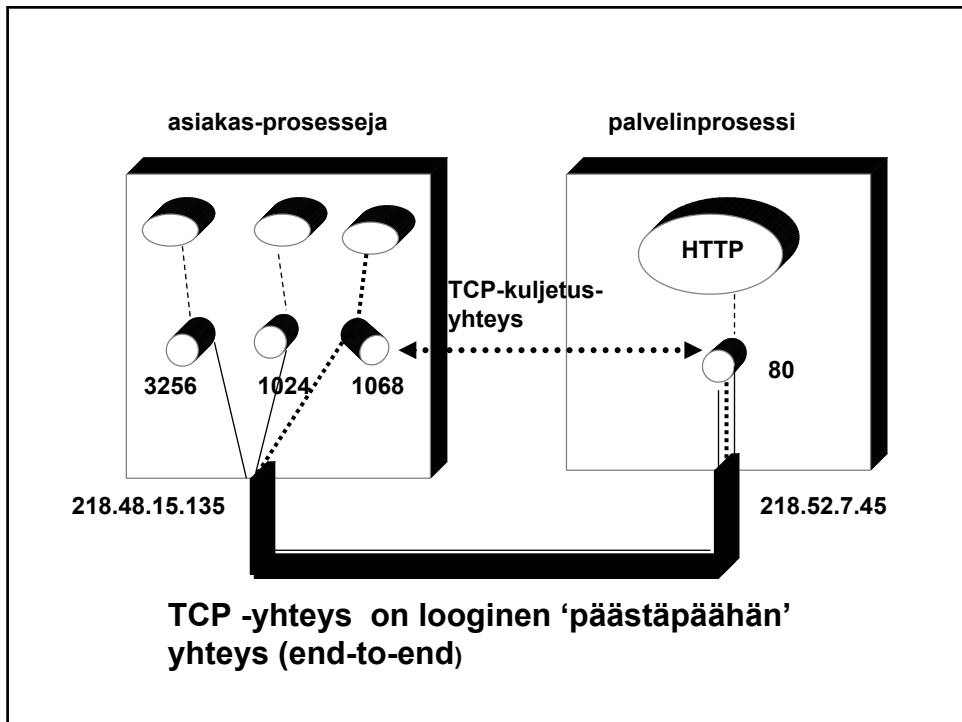 asiakas-prosesseja
palvelinprosessi
HTTP
TCP-kuljetus-
yhteys
3256
1024
1068
80
218.48.15.135
218.52.7.45
TCP -yhteys on looginen ‘päästäpäähän’
yhteys (end-to-end)